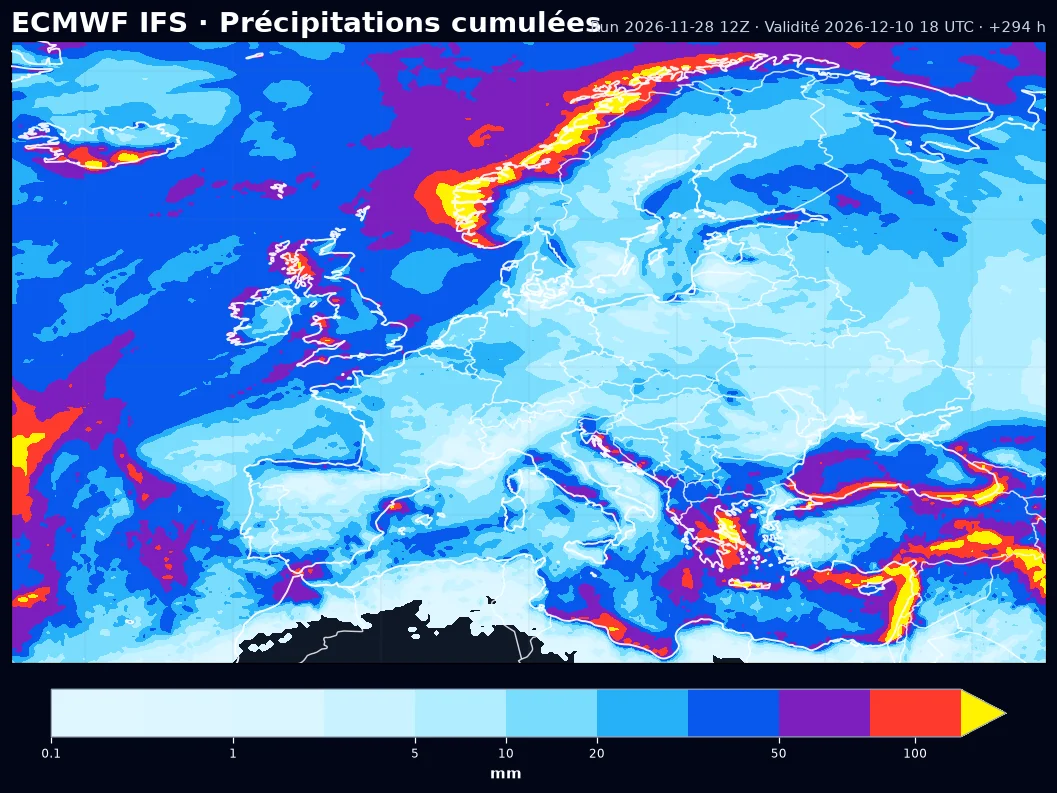 ECMWF IFS · Précipitations cumulées
Run 2026-11-28 12Z · Validité 2026-12-10 18 UTC · +294 h
0.1 1 5 10 20 50 100
mm